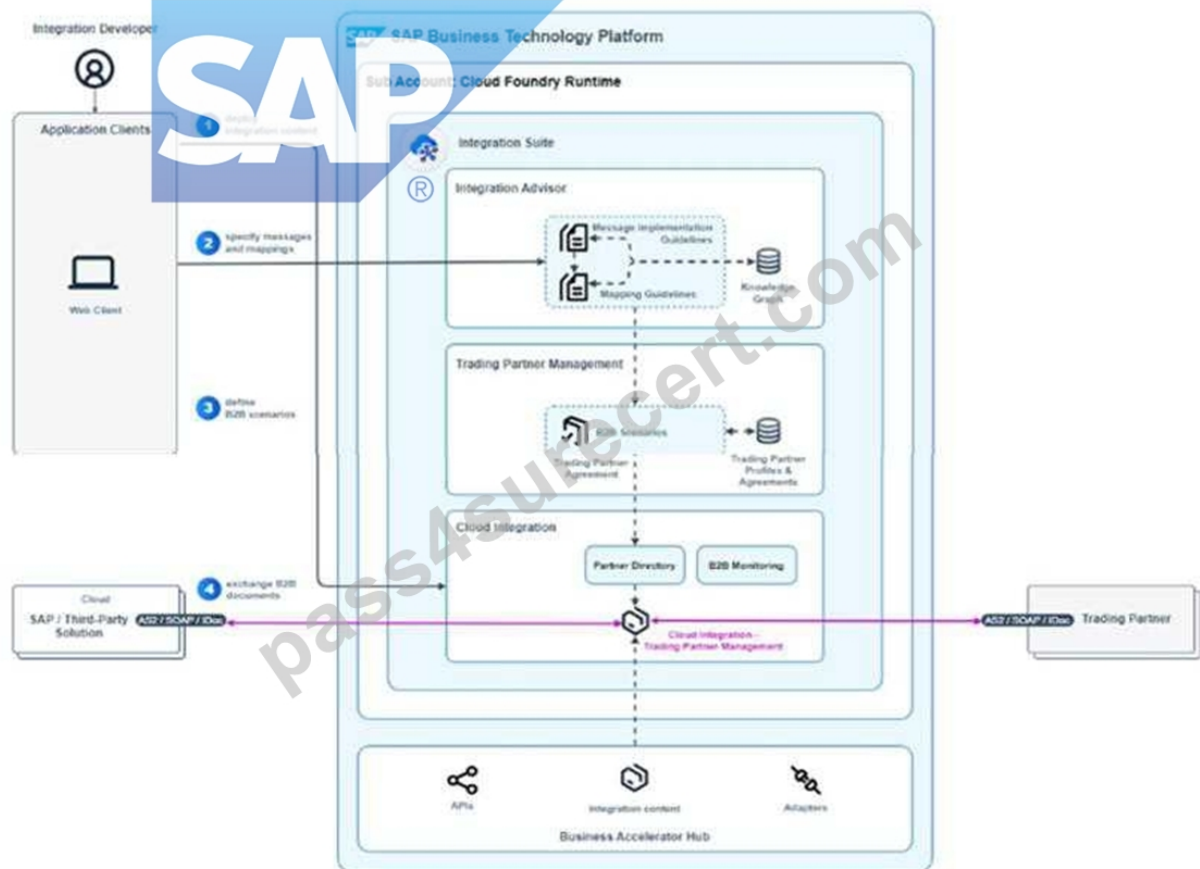 Integration Developer
SAP
®
SAP Business Technology Platform
Sub Account: Cloud Foundry Runtime
Application Clients
1
deploy
integration content
Integration Suite
Integration Advisor
2
specify messages
and mappings
Message Implementation
Guidelines
Mapping Guidelines
Knowledge
Graph
Web Client
Trading Partner Management
3
define
B2B scenarios
B2B Scenarios
Trading Partner
Agreement
Trading Partner
Profiles &
Agreements
Cloud Integration
Partner Directory
B2B Monitoring
4
exchange B2B
documents
Cloud
SAP / Third-Party
Solution
AS2 / SOAP / IDoc
Cloud Integration -
Trading Partner Management
AS2 / SOAP / IDoc
Trading Partner
APIs
Integration content
Adapters
Business Accelerator Hub
pass4surecert.com